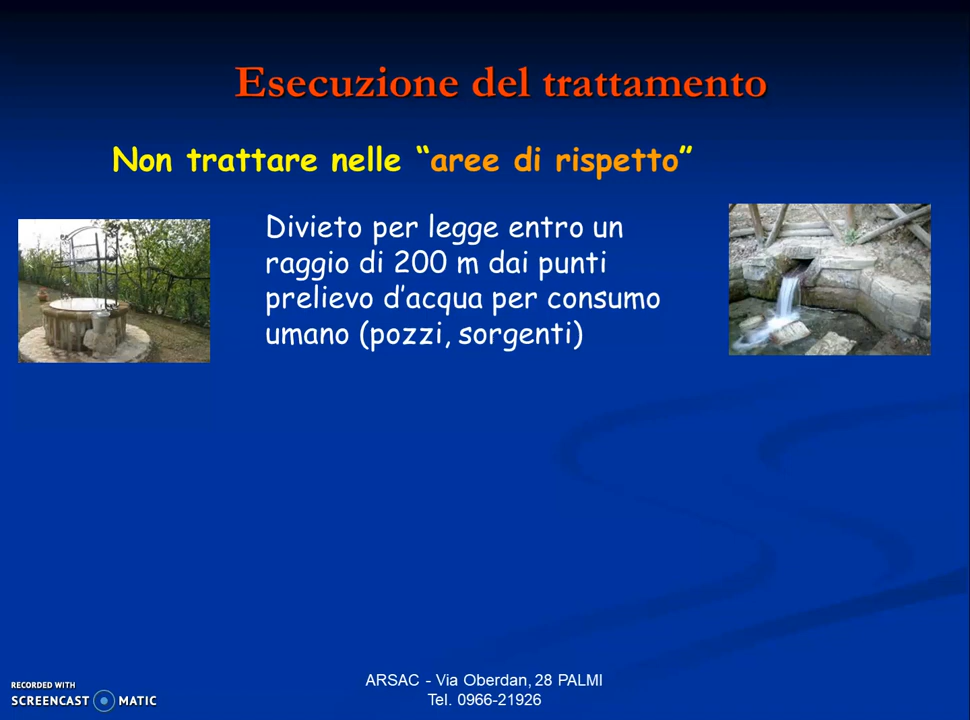 Esecuzione del trattamento
Non trattare nelle “aree di rispetto”
Divieto per legge entro un
raggio di 200 m dai punti
prelievo d’acqua per consumo
umano (pozzi, sorgenti)
ARSAC - Via Oberdan, 28 PALMI
Tel. 0966-21926
RECORDED WITH
SCREENCAST MATIC